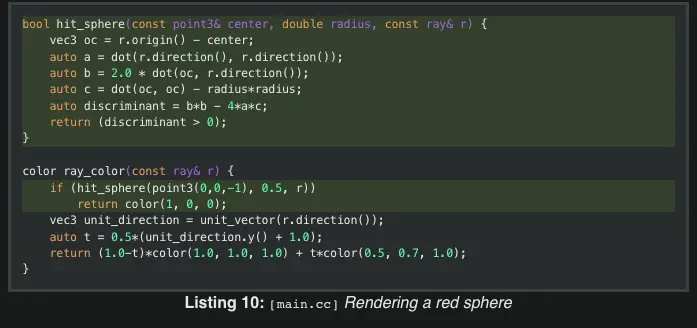 bool hit_sphere(const point3& center, double radius, const ray& r) {
    vec3 oc = r.origin() - center;
    auto a = dot(r.direction(), r.direction());
    auto b = 2.0 * dot(oc, r.direction());
    auto c = dot(oc, oc) - radius*radius;
    auto discriminant = b*b - 4*a*c;
    return (discriminant > 0);
}

color ray_color(const ray& r) {
    if (hit_sphere(point3(0,0,-1), 0.5, r))
        return color(1, 0, 0);
    vec3 unit_direction = unit_vector(r.direction());
    auto t = 0.5*(unit_direction.y() + 1.0);
    return (1.0-t)*color(1.0, 1.0, 1.0) + t*color(0.5, 0.7, 1.0);
}
Listing 10: [main.cc] Rendering a red sphere